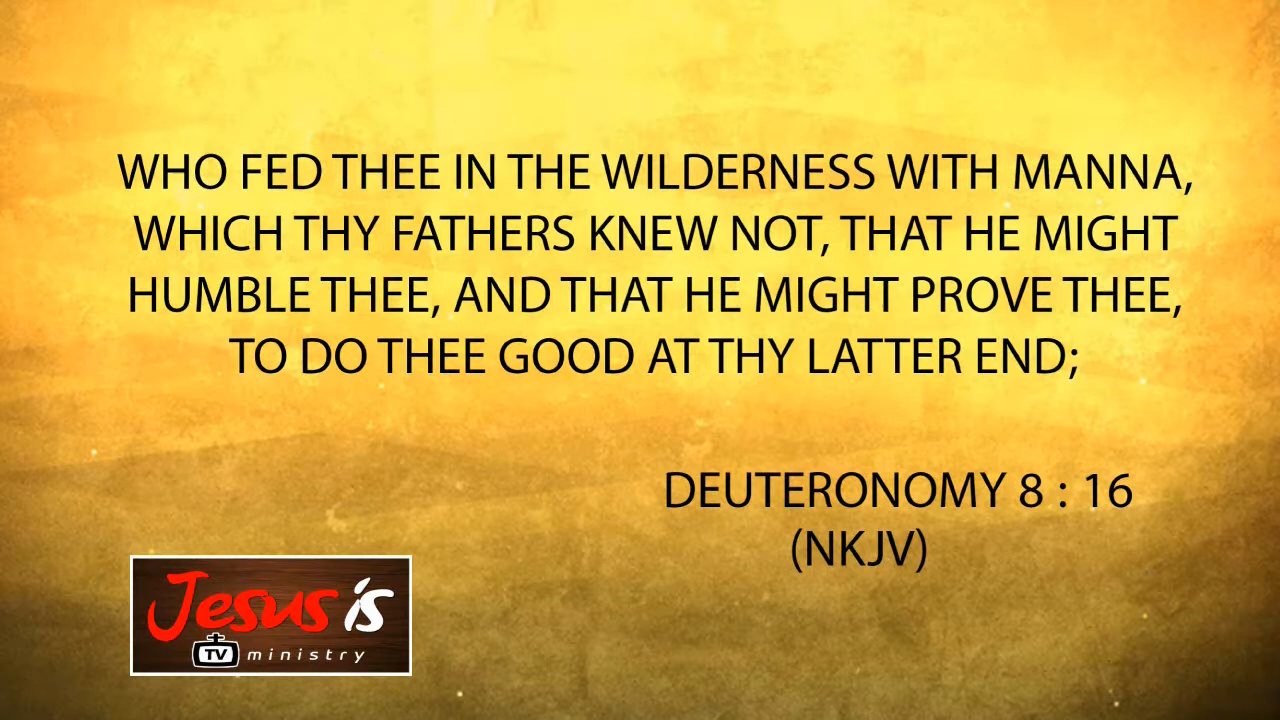 WHO FED THEE IN THE WILDERNESS WITH MANNA,
WHICH THY FATHERS KNEW NOT, THAT HE MIGHT
HUMBLE THEE, AND THAT HE MIGHT PROVE THEE,
TO DO THEE GOOD AT THY LATTER END;
DEUTERONOMY 8 : 16
(NKJV)
Jesus is
TV ministry